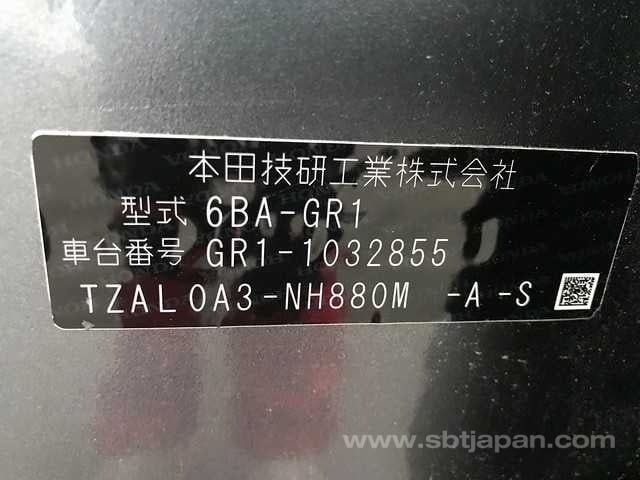 本田技研工業株式会社
型式 6BA-GR1
車台番号 GR1-1032855
TZAL0A3-NH880M -A -S
www.sbtjapan.com